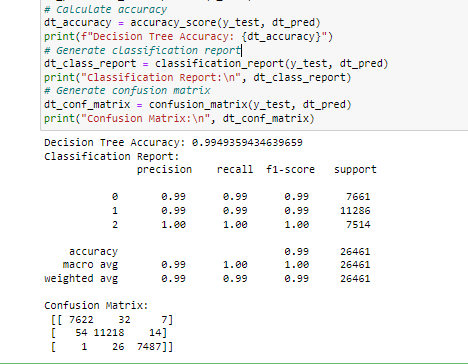 # Calculate accuracy
dt_accuracy = accuracy_score(y_test, dt_pred)
print(f"Decision Tree Accuracy: {dt_accuracy}")
# Generate classification report
dt_class_report = classification_report(y_test, dt_pred)
print("Classification Report:\n", dt_class_report)
# Generate confusion matrix
dt_conf_matrix = confusion_matrix(y_test, dt_pred)
print("Confusion Matrix:\n", dt_conf_matrix)
Decision Tree Accuracy: 0.9949359434639659
Classification Report:
precision recall f1-score support
0 0.99 0.99 0.99 7661
1 0.99 0.99 0.99 11286
2 1.00 1.00 1.00 7514
accuracy 0.99 26461
macro avg 0.99 1.00 1.00 26461
weighted avg 0.99 0.99 0.99 26461
Confusion Matrix:
[[ 7622 32 7]
[ 54 11218 14]
[ 1 26 7487]]